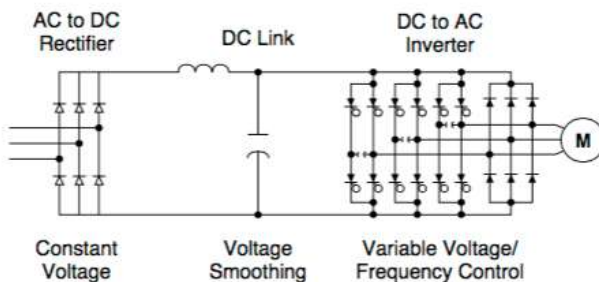 AC to DC
Rectifier
DC Link
DC to AC
Inverter
M
Constant
Voltage
Voltage
Smoothing
Variable Voltage/
Frequency Control